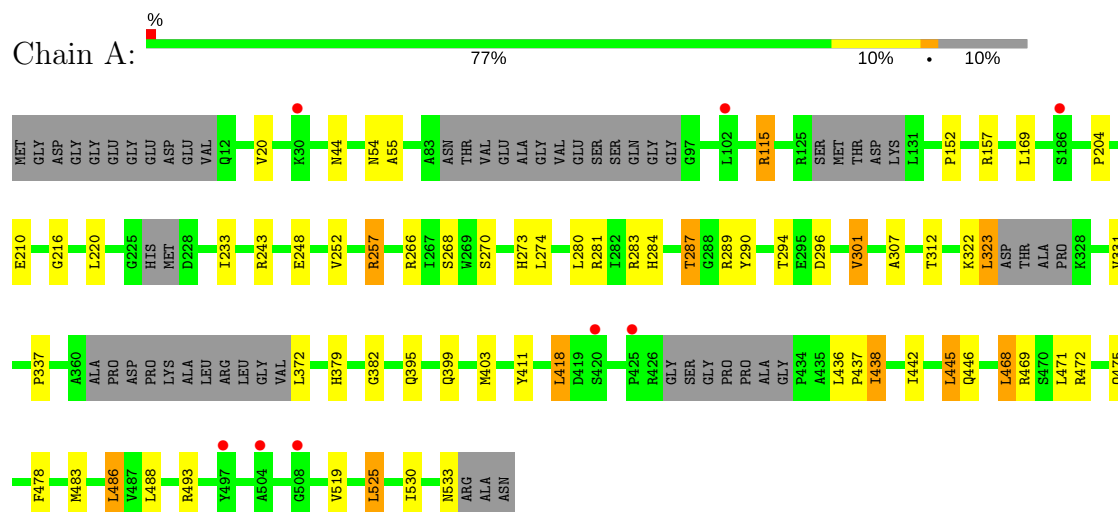 %
Chain A:
77% 10% • 10%
MET GLY ASP GLY GLY GLU GLY GLU ASP GLU VAL Q12 V20 K30 N44 N54 A55 A83 ASN THR VAL GLU ALA GLY VAL GLU SER SER GLN GLY GLY G97 L102 R115 R125 SER MET THR ASP LYS L131 P152 R157 L169 S186 P204
E210 G216 L220 G225 HIS MET D228 I233 R243 E248 V252 R257 R266 I267 S268 W269 S270 H273 L274 L280 R281 I282 R283 H284 T287 G288 R289 Y290 T294 E295 D296 V301 A307 T312 K322 L323 ASP THR ALA PRO K328 V331
P337 A360 ALA PRO ASP PRO LYS ALA LEU ARG LEU GLY VAL L372 H379 G382 Q395 Q399 M403 Y411 L418 D419 S420 P425 R426 GLY SER GLY PRO PRO ALA GLY P434 A435 L436 P437 I438 I442 L445 Q446 L468 R469 S470 L471 R472
F478 M483 L486 V487 L488 R493 Y497 A504 G508 V519 L525 I530 N533 ARG ALA ASN